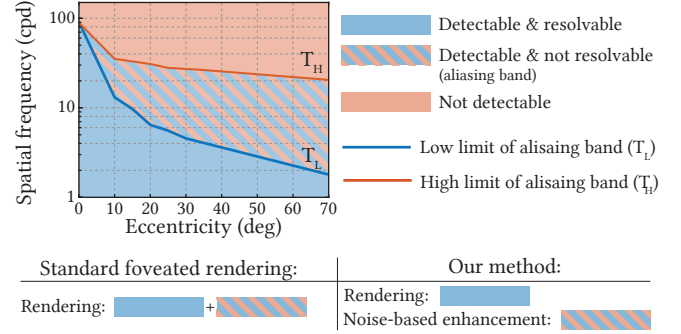 Spatial frequency (cpd)
100
10
1
T_H
T_L
0 10 20 30 40 50 60 70
Eccentricity (deg)
Detectable & resolvable
Detectable & not resolvable
(aliasing band)
Not detectable
Low limit of alisaing band (T_L)
High limit of alisaing band (T_H)
Standard foveated rendering:
Rendering: +
Our method:
Rendering:
Noise-based enhancement: